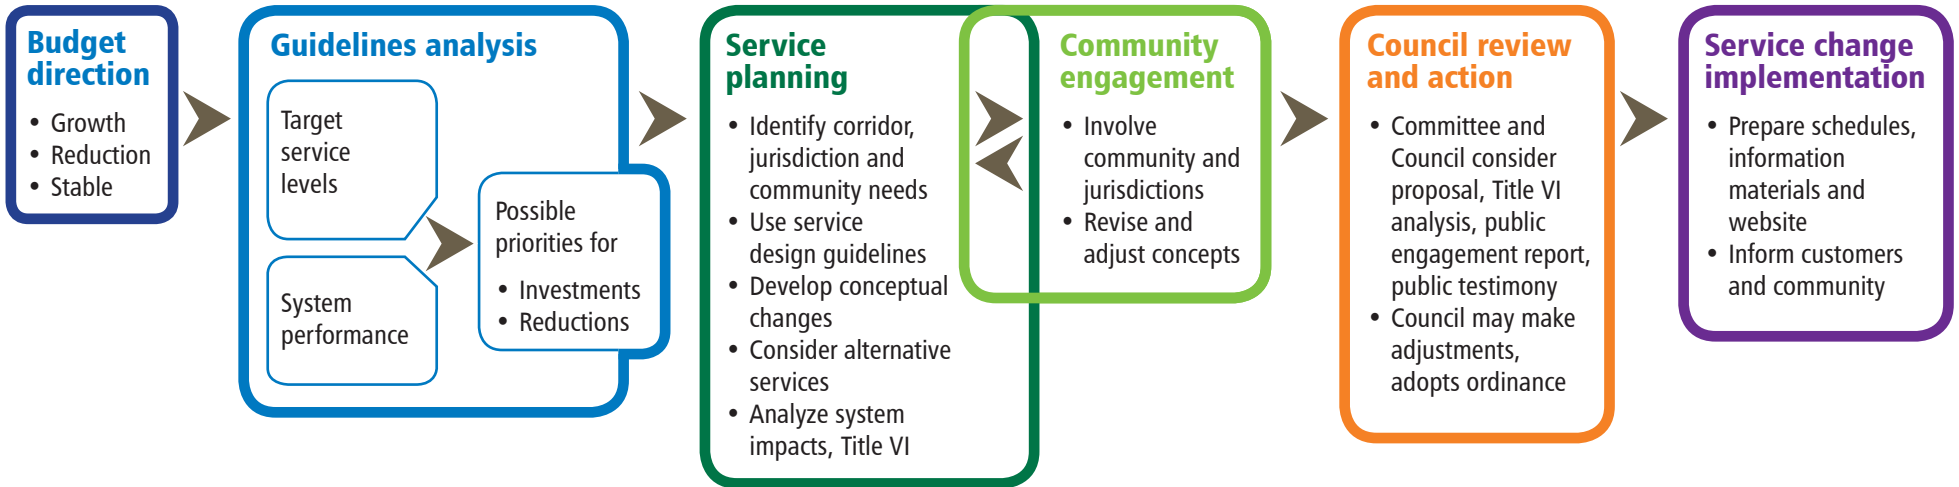 Budget
direction
• Growth
• Reduction
• Stable
Guidelines analysis
Target
service
levels
System
performance
Possible
priorities for
• Investments
• Reductions
Service
planning
• Identify corridor,
jurisdiction and
community needs
• Use service
design guidelines
• Develop conceptual
changes
• Consider alternative
services
• Analyze system
impacts, Title VI
Community
engagement
• Involve
community and
jurisdictions
• Revise and
adjust concepts
Council review
and action
• Committee and
Council consider
proposal, Title VI
analysis, public
engagement report,
public testimony
• Council may make
adjustments,
adopts ordinance
Service change
implementation
• Prepare schedules,
information
materials and
website
• Inform customers
and community